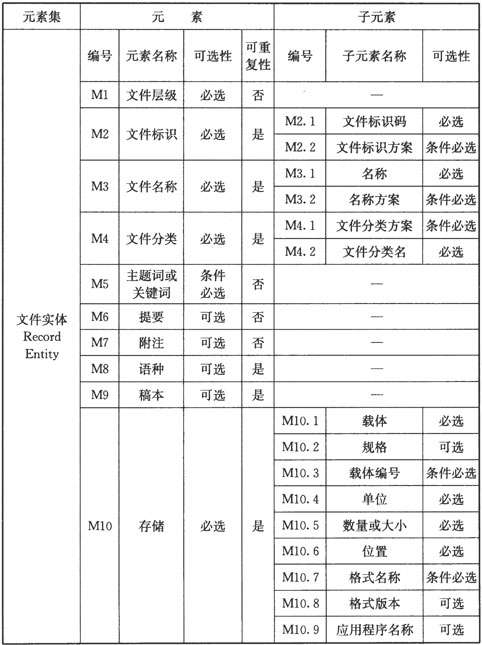 元素集 元 素 子元素
编号 元素名称 可选性 可重复性 编号 子元素名称 可选性
M1 文件层级 必选 否 —
M2 文件标识 必选 是
M2.1 文件标识码 必选
M2.2 文件标识方案 条件必选
M3 文件名称 必选 是
M3.1 名称 必选
M3.2 名称方案 条件必选
M4 文件分类 必选 是
M4.1 文件分类方案 条件必选
M4.2 文件分类名 必选
M5 主题词或关键词 条件必选 否 —
文件实体
Record
Entity
M6 提要 可选 否 —
M7 附注 可选 否 —
M8 语种 可选 是 —
M9 稿本 可选 是 —
M10 存储 必选 是
M10.1 载体 必选
M10.2 规格 可选
M10.3 载体编号 条件必选
M10.4 单位 必选
M10.5 数量或大小 必选
M10.6 位置 必选
M10.7 格式名称 条件必选
M10.8 格式版本 可选
M10.9 应用程序名称 可选